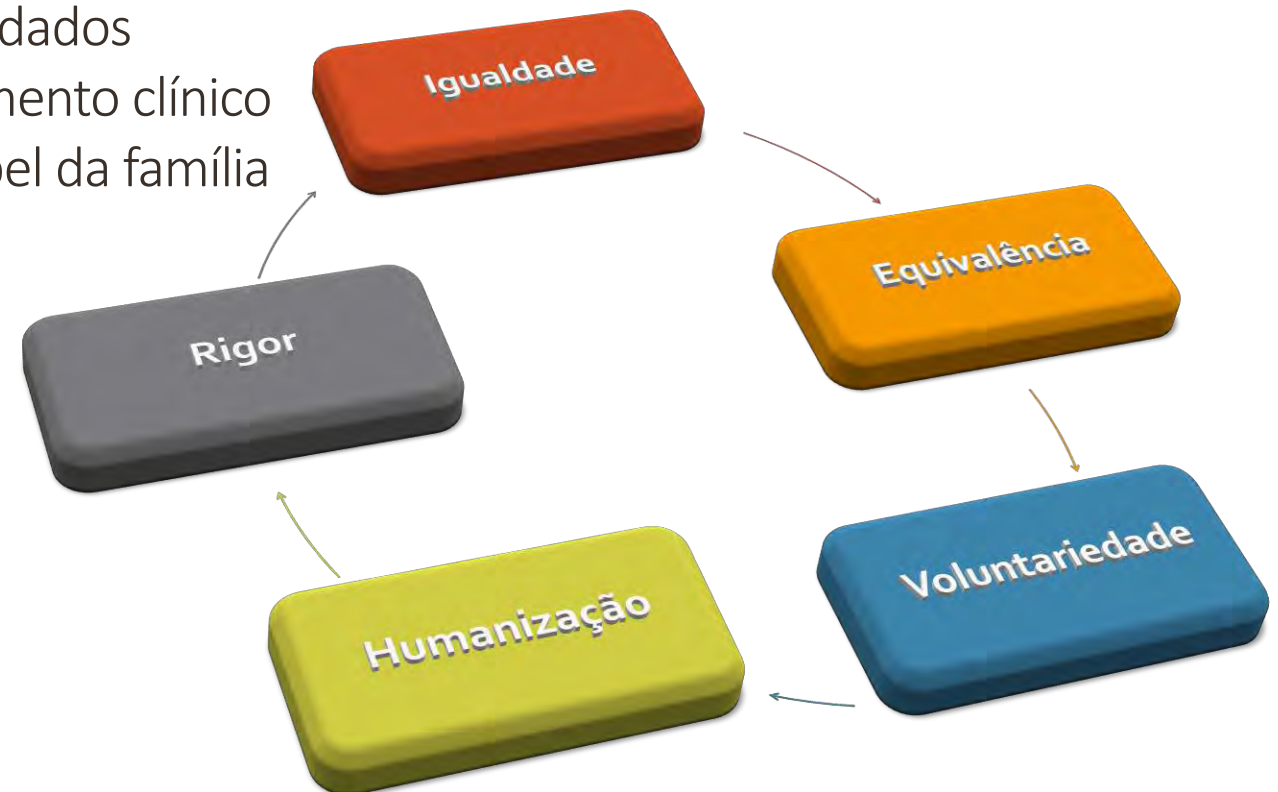 dados
mento clínico
pel da família
Igualdade
Equivalência
Rigor
Voluntariedade
Humanização